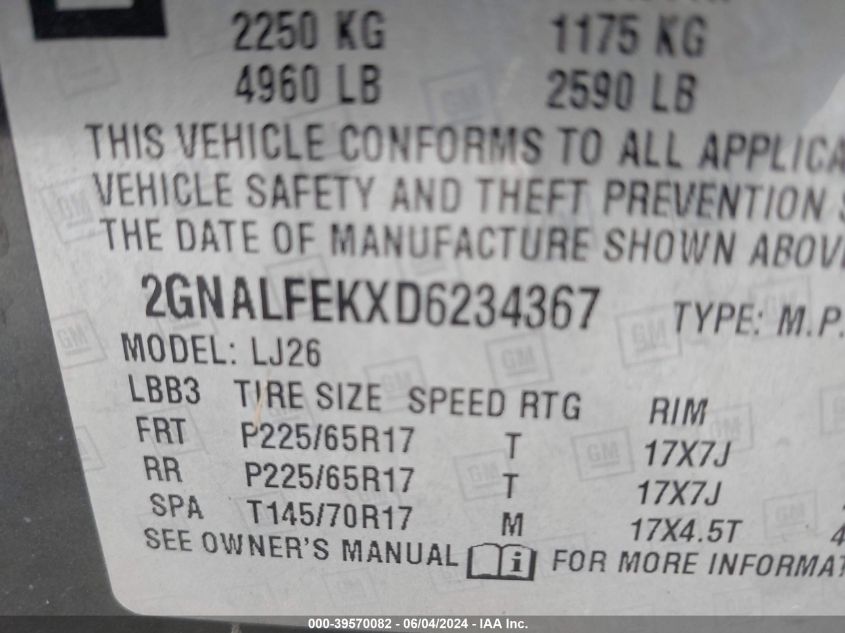 2250 KG 1175 KG
4960 LB 2590 LB
THIS VEHICLE CONFORMS TO ALL APPLICA
VEHICLE SAFETY AND THEFT PREVENTION S
THE DATE OF MANUFACTURE SHOWN ABOV
2GNALFEKXD6234367 TYPE: M.P.
MODEL: LJ26
LBB3 TIRE SIZE SPEED RTG RIM
FRT P225/65R17 T 17X7J
RR P225/65R17 T 17X7J
SPA T145/70R17 M 17X4.5T 4
SEE OWNER'S MANUAL i FOR MORE INFORMAT
000-39570082 - 06/04/2024 - IAA Inc.